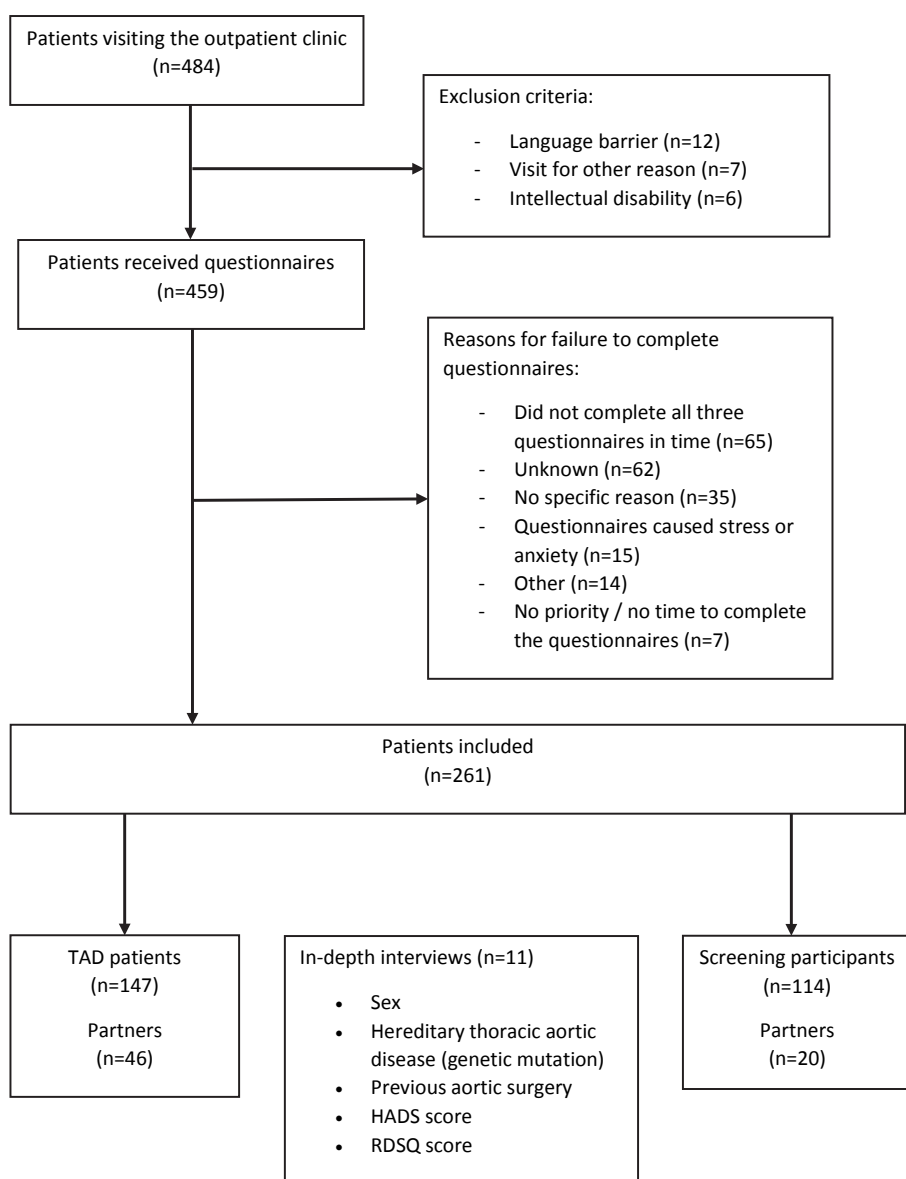 Patients visiting the outpatient clinic
(n=484)
Exclusion criteria:
- Language barrier (n=12)
- Visit for other reason (n=7)
- Intellectual disability (n=6)
Patients received questionnaires
(n=459)
Reasons for failure to complete
questionnaires:
- Did not complete all three
questionnaires in time (n=65)
- Unknown (n=62)
- No specific reason (n=35)
- Questionnaires caused stress or
anxiety (n=15)
- Other (n=14)
- No priority / no time to complete
the questionnaires (n=7)
Patients included
(n=261)
TAD patients
(n=147)
Partners
(n=46)
In-depth interviews (n=11)
• Sex
• Hereditary thoracic aortic
disease (genetic mutation)
• Previous aortic surgery
• HADS score
• RDSQ score
Screening participants
(n=114)
Partners
(n=20)